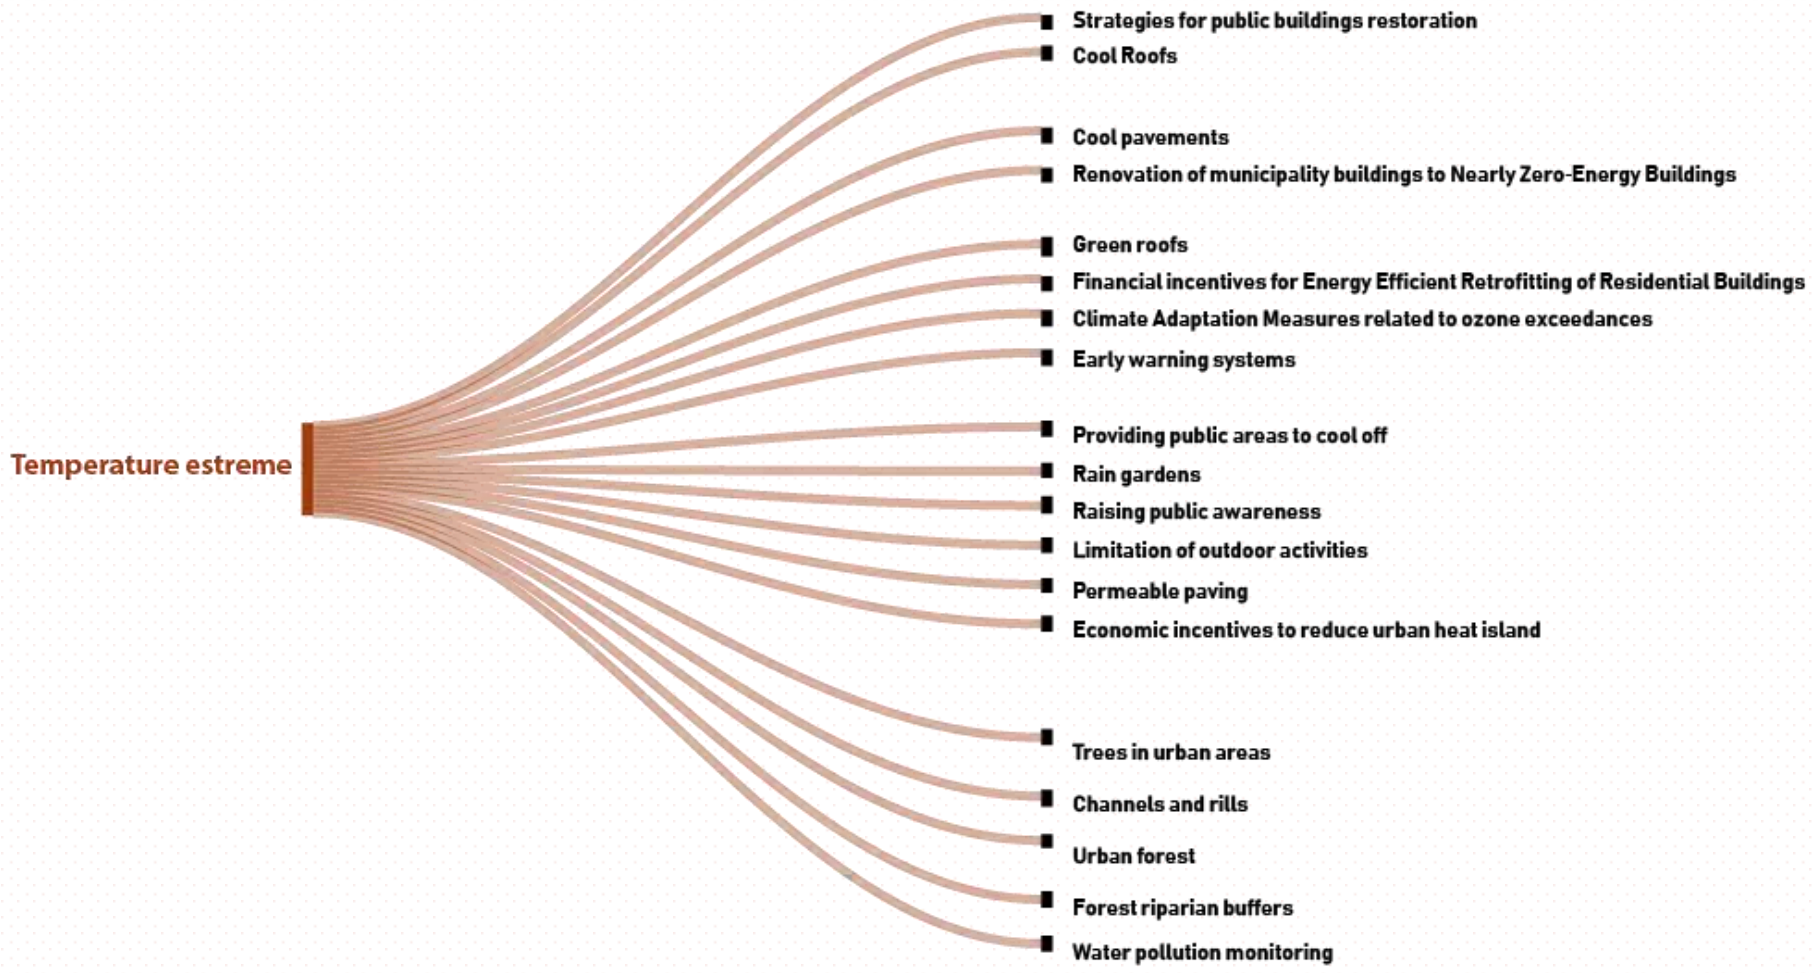 Strategies for public buildings restoration
Cool Roofs
Cool pavements
Renovation of municipality buildings to Nearly Zero-Energy Buildings
Green roofs
Financial incentives for Energy Efficient Retrofitting of Residential Buildings
Climate Adaptation Measures related to ozone exceedances
Early warning systems
Providing public areas to cool off
Temperature estreme
Rain gardens
Raising public awareness
Limitation of outdoor activities
Permeable paving
Economic incentives to reduce urban heat island
Trees in urban areas
Channels and rills
Urban forest
Forest riparian buffers
Water pollution monitoring